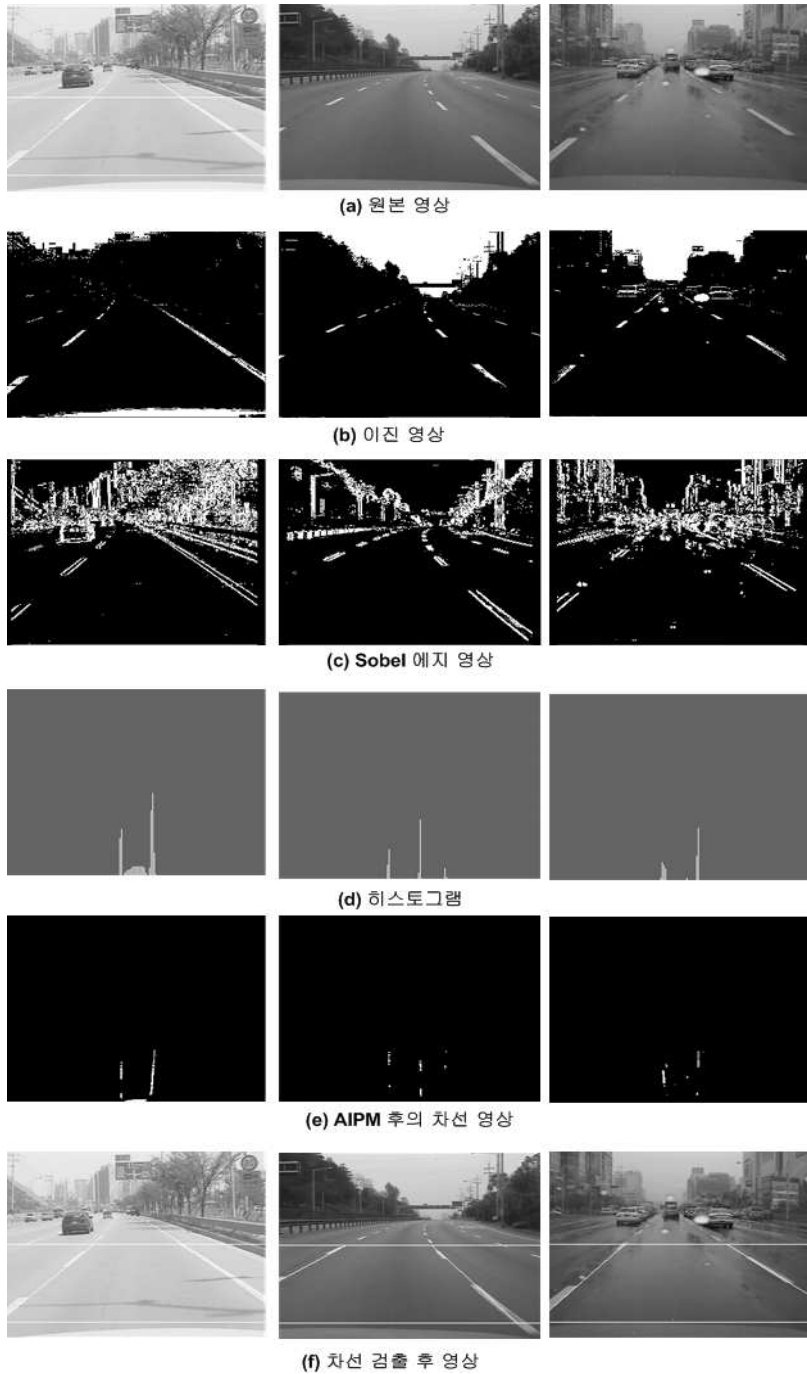 (a) 원본 영상
(b) 이진 영상
(c) Sobel 에지 영상
(d) 히스토그램
(e) AIPM 후의 차선 영상
(f) 차선 검출 후 영상